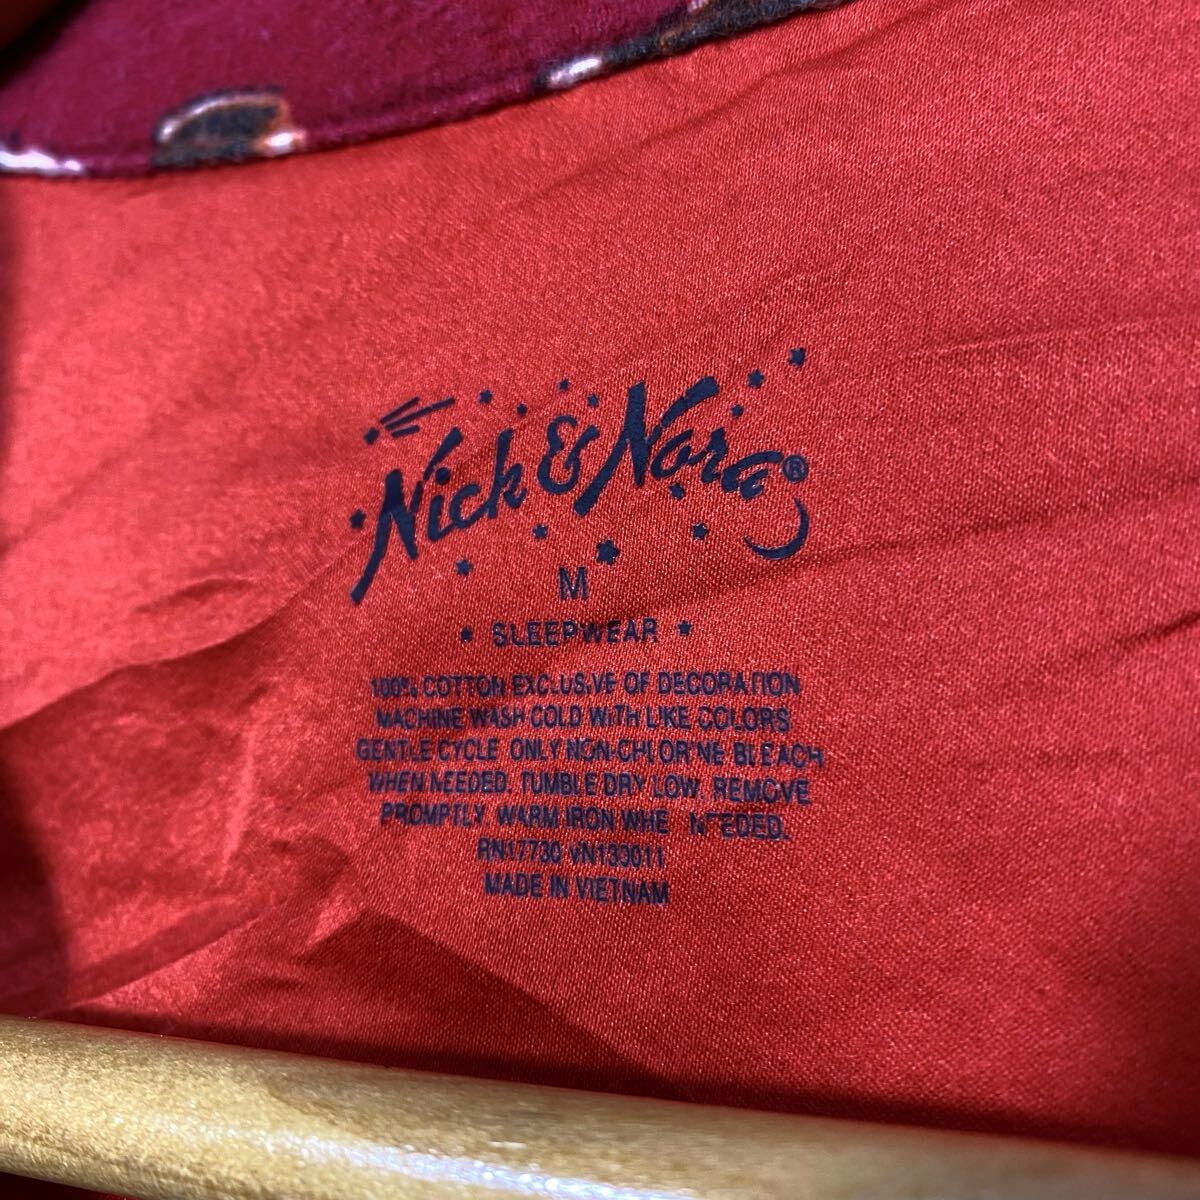 Nick & Nora®
M
SLEEPWEAR
100% COTTON EXCLUSIVE OF DECORATION
MACHINE WASH COLD WITH LIKE COLORS
GENTLE CYCLE ONLY NON-CHLORINE BLEACH
WHEN NEEDED. TUMBLE DRY LOW. REMOVE
PROMPTLY WARM IRON WHEN NEEDED.
RN17730 VN133011
MADE IN VIETNAM